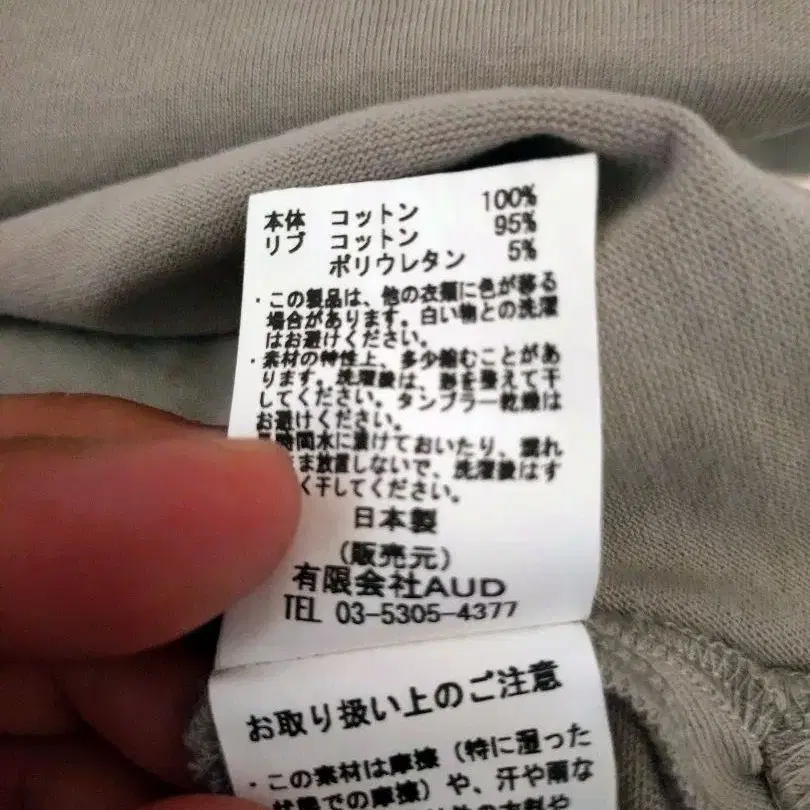 本体 コットン 100%
リブ コットン 95%
ポリウレタン 5%
・この製品は、他の衣類に色が移る
場合があります。白い物との洗濯
はお避けください。
・素材の特性上、多少縮むことがあ
ります。洗濯後は、形を整えて干
してください。タンブラー乾燥は
お避けください。
時間水に漬けておいたり、濡れ
ま放置しないで、洗濯後はす
く干してください。
日本製
(販売元)
有限会社AUD
TEL 03-5305-4377
お取り扱い上のご注意
・この素材は摩擦(特に湿った
状態での摩擦)や、汗や雨な